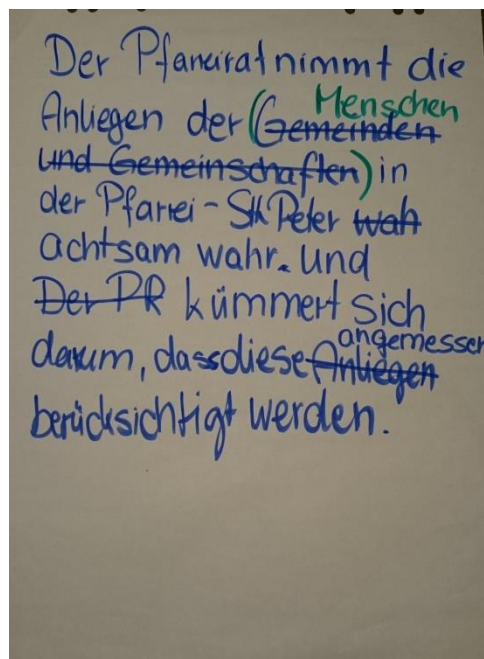 Der Pfarreirat nimmt die
Menschen
Anliegen der (Gemeinden
und Gemeinschaften) in
der Pfarrei - St. Peter wah
achtsam wahr. und
Der PR kümmert sich
angemessen
darum, dass diese Anliegen
berücksichtigt werden.